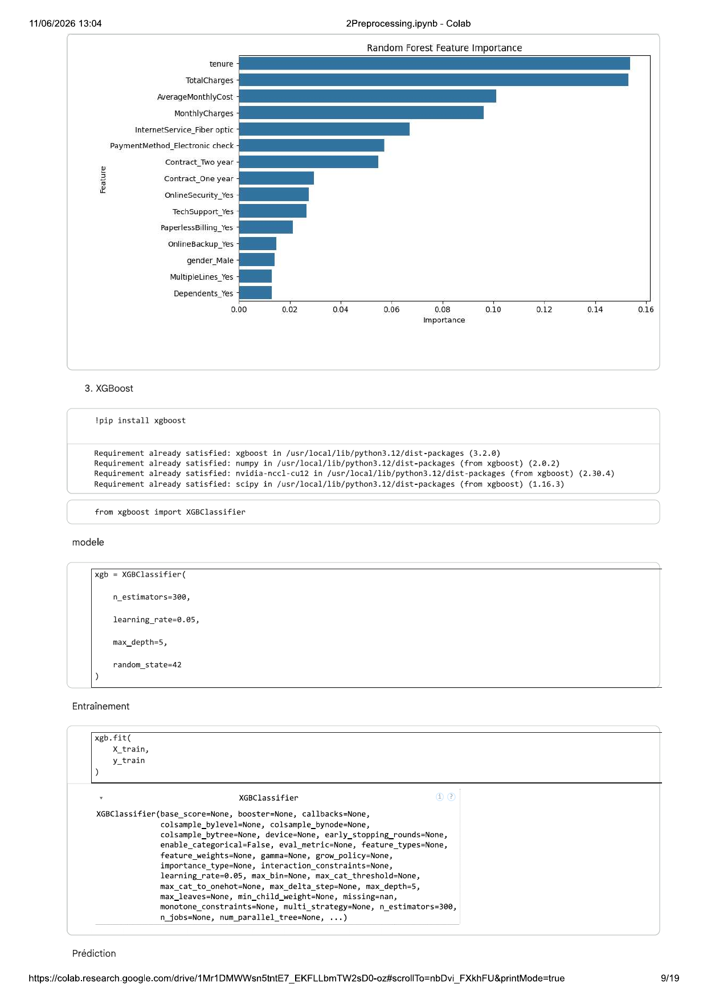 11/06/2026 13:04
2Preprocessing.ipynb - Colab
Random Forest Feature Importance
tenure
TotalCharges
AverageMonthlyCost
MonthlyCharges
InternetService_Fiber optic
PaymentMethod_Electronic check
Contract_Two year
Contract_One year
OnlineSecurity_Yes
TechSupport_Yes
PaperlessBilling_Yes
OnlineBackup_Yes
gender_Male
MultipleLines_Yes
Dependents_Yes
Feature
0.00 0.02 0.04 0.06 0.08 0.10 0.12 0.14 0.16
Importance
3. XGBoost
!pip install xgboost
Requirement already satisfied: xgboost in /usr/local/lib/python3.12/dist-packages (3.2.0)
Requirement already satisfied: numpy in /usr/local/lib/python3.12/dist-packages (from xgboost) (2.0.2)
Requirement already satisfied: nvidia-nccl-cu12 in /usr/local/lib/python3.12/dist-packages (from xgboost) (2.30.4)
Requirement already satisfied: scipy in /usr/local/lib/python3.12/dist-packages (from xgboost) (1.16.3)
from xgboost import XGBClassifier
modele
xgb = XGBClassifier(
n_estimators=300,
learning_rate=0.05,
max_depth=5,
random_state=42
)
Entraînement
xgb.fit(
X_train,
y_train
)
▾ XGBClassifier i ?
XGBClassifier(base_score=None, booster=None, callbacks=None,
colsample_bylevel=None, colsample_bynode=None,
colsample_bytree=None, device=None, early_stopping_rounds=None,
enable_categorical=False, eval_metric=None, feature_types=None,
feature_weights=None, gamma=None, grow_policy=None,
importance_type=None, interaction_constraints=None,
learning_rate=0.05, max_bin=None, max_cat_threshold=None,
max_cat_to_onehot=None, max_delta_step=None, max_depth=5,
max_leaves=None, min_child_weight=None, missing=nan,
monotone_constraints=None, multi_strategy=None, n_estimators=300,
n_jobs=None, num_parallel_tree=None, ...)
Prédiction
https://colab.research.google.com/drive/1Mr1DMWWsn5tntE7_EKFLLbmTW2sD0-oz#scrollTo=nbDvi_FXkhFU&printMode=true
9/19